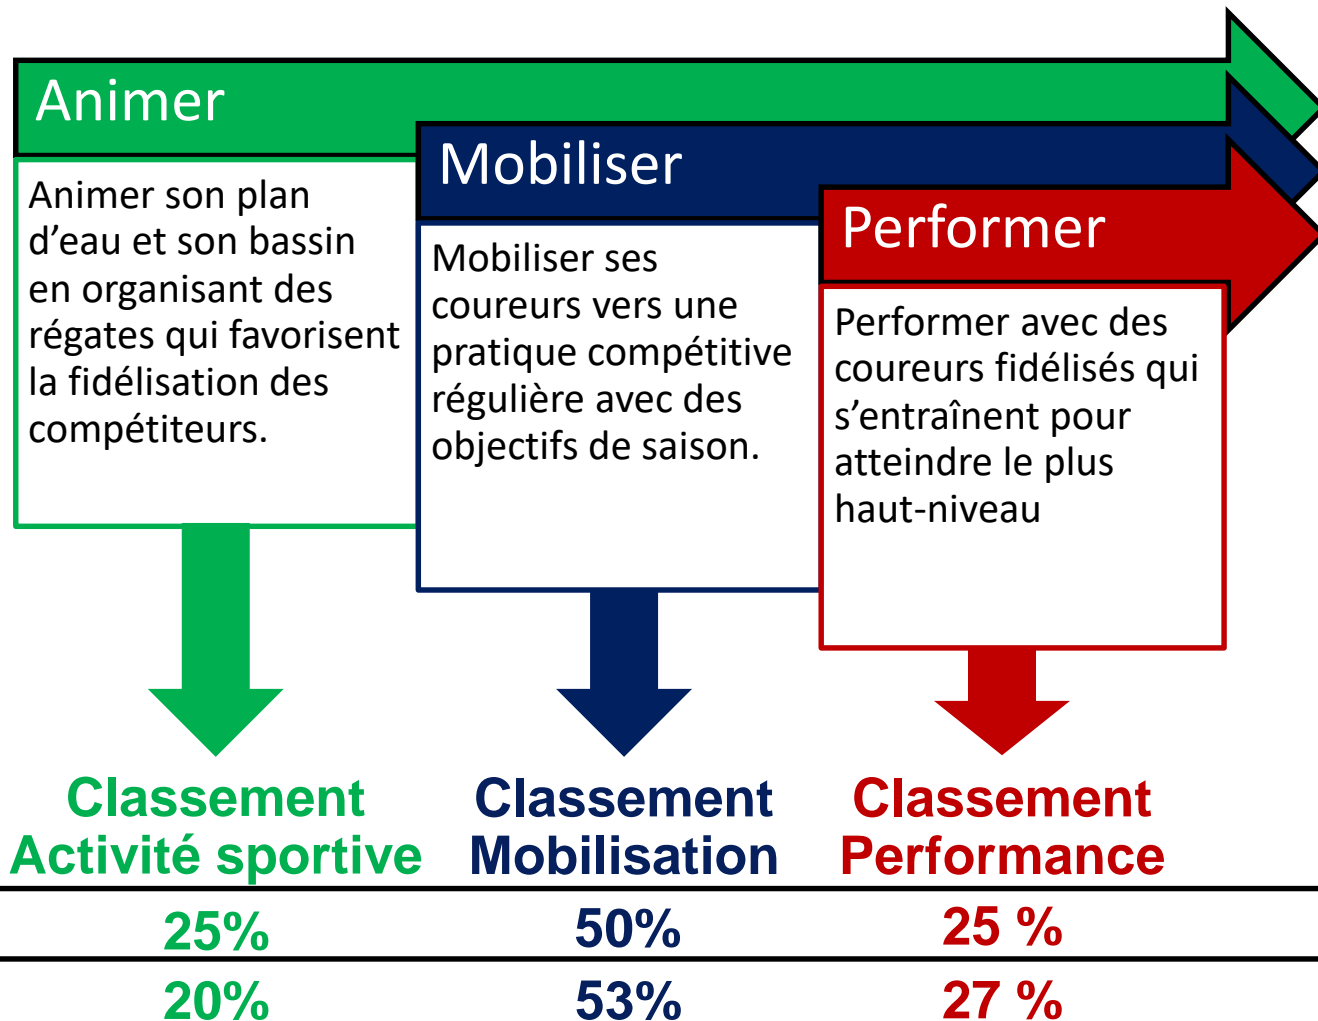 Animer
Animer son plan
d’eau et son bassin
en organisant des
régates qui favorisent
la fidélisation des
compétiteurs.
Mobiliser
Mobiliser ses
coureurs vers une
pratique compétitive
régulière avec des
objectifs de saison.
Performer
Performer avec des
coureurs fidélisés qui
s’entraînent pour
atteindre le plus
haut-niveau
Classement
Activité sportive
Classement
Mobilisation
Classement
Performance
25% 50% 25 %
20% 53% 27 %